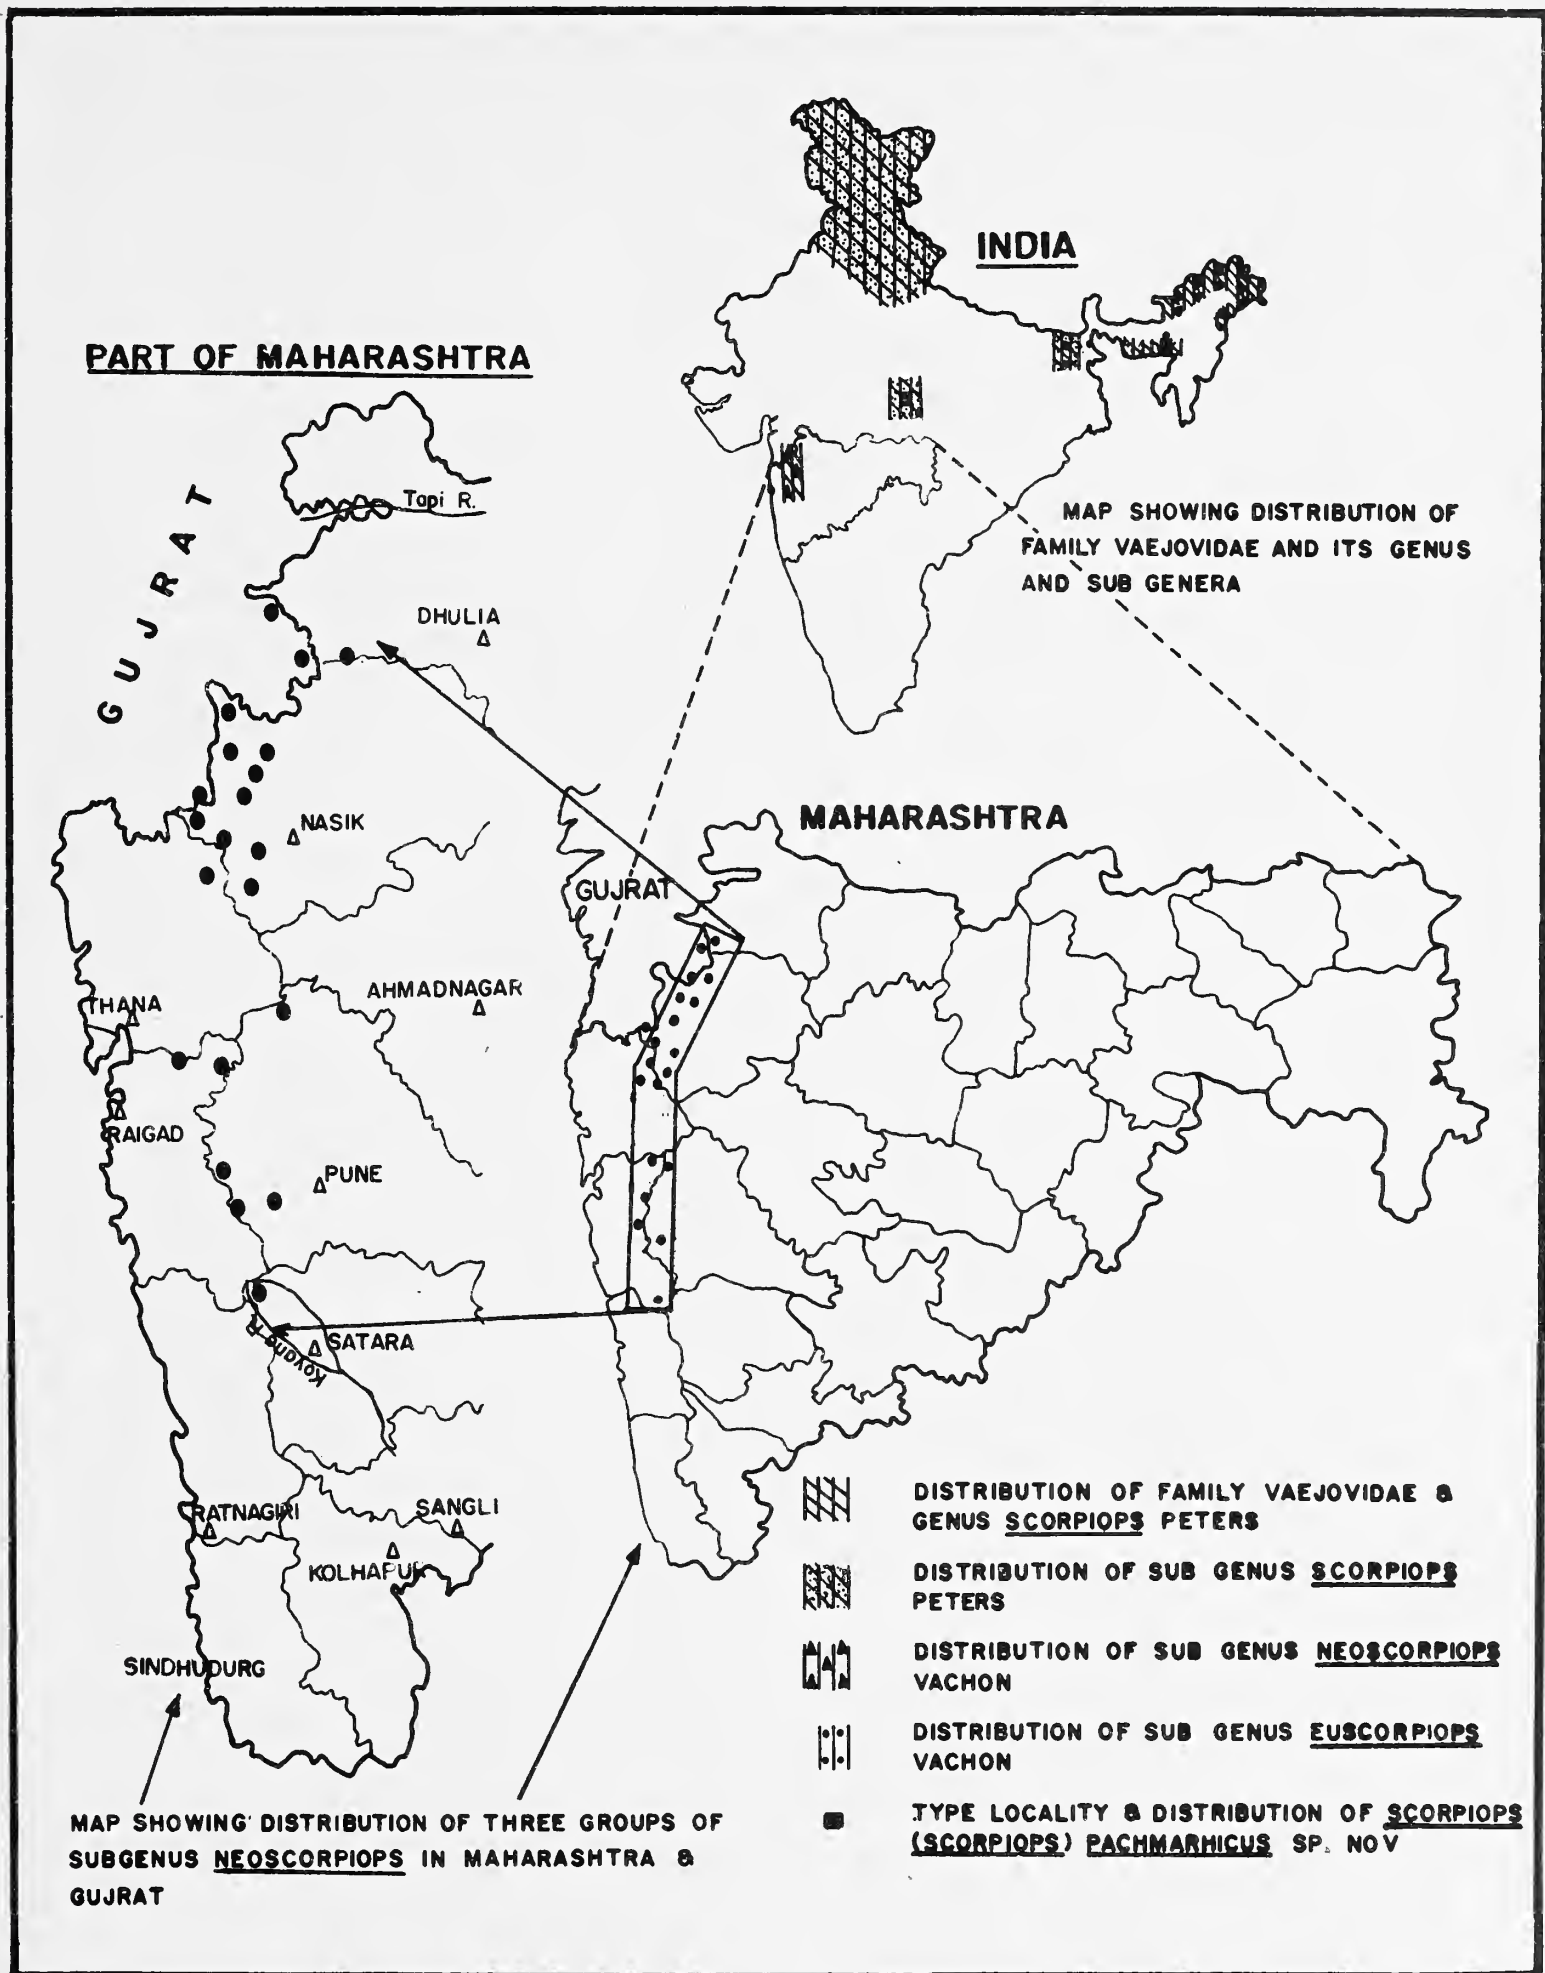 INDIA
PART OF MAHARASHTRA
GUJRAT
Tapi R.
MAP SHOWING DISTRIBUTION OF
FAMILY VAEJOVIDAE AND ITS GENUS
AND SUB GENERA
DHULIA
NASIK
MAHARASHTRA
GUJRAT
AHMADNAGAR
THANA
RAIGAD
PUNE
Koyana R.
SATARA
RATNAGIRI
SANGLI
KOLHAPUR
SINDHUDURG
DISTRIBUTION OF FAMILY VAEJOVIDAE &
GENUS SCORPIOPS PETERS
DISTRIBUTION OF SUB GENUS SCORPIOPS
PETERS
DISTRIBUTION OF SUB GENUS NEOSCORPIOPS
VACHON
DISTRIBUTION OF SUB GENUS EUSCORPIOPS
VACHON
TYPE LOCALITY & DISTRIBUTION OF SCORPIOPS
(SCORPIOPS) PACHMARHICUS SP. NOV
MAP SHOWING DISTRIBUTION OF THREE GROUPS OF
SUBGENUS NEOSCORPIOPS IN MAHARASHTRA &
GUJRAT